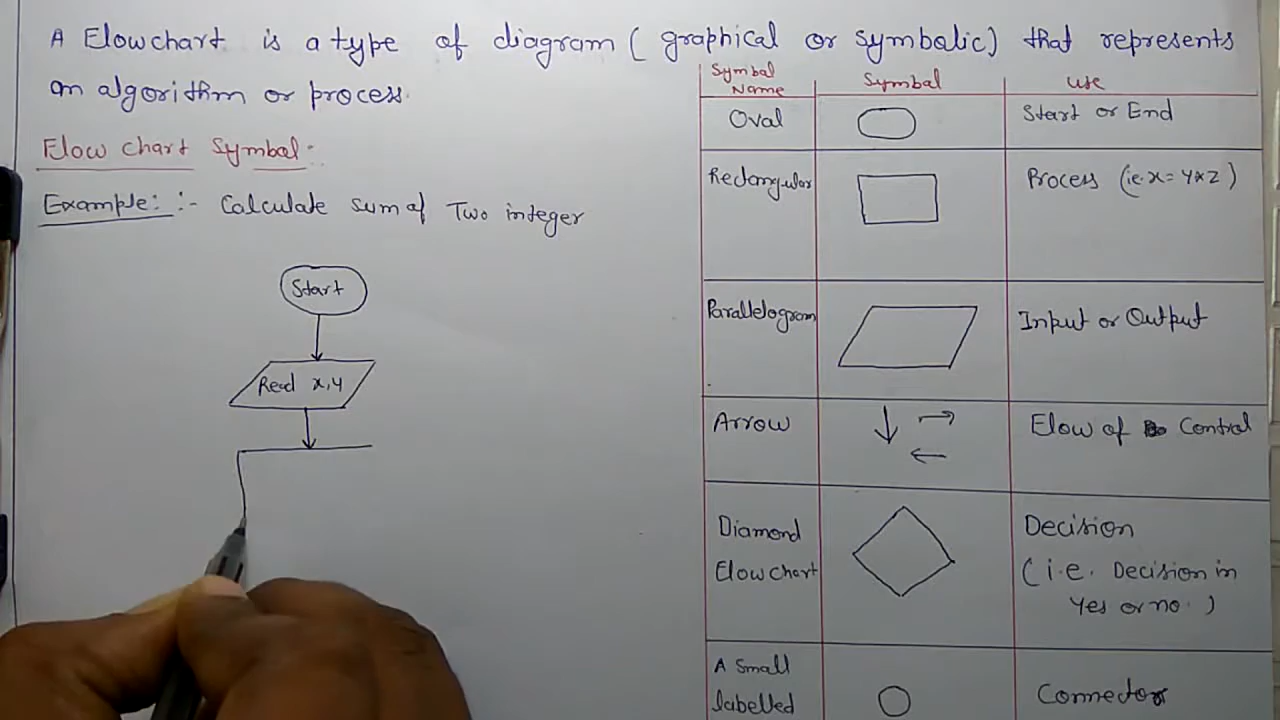 A Flowchart is a type of diagram ( graphical or symbolic) that represents
an algorithm or process.
Flow chart Symbol:-
Example: :- Calculate sum of Two integer
Start
Read x,y
Symbol Name | Symbol | Use
Oval | Start or End
Rectangular | Process (i.e. x = y*z )
Parallelogram | Input or Output
Arrow | Flow of Control
Diamond | Decision
Flowchart | ( i.e. Decision in
Yes or no. )
A Small
labelled | Connector